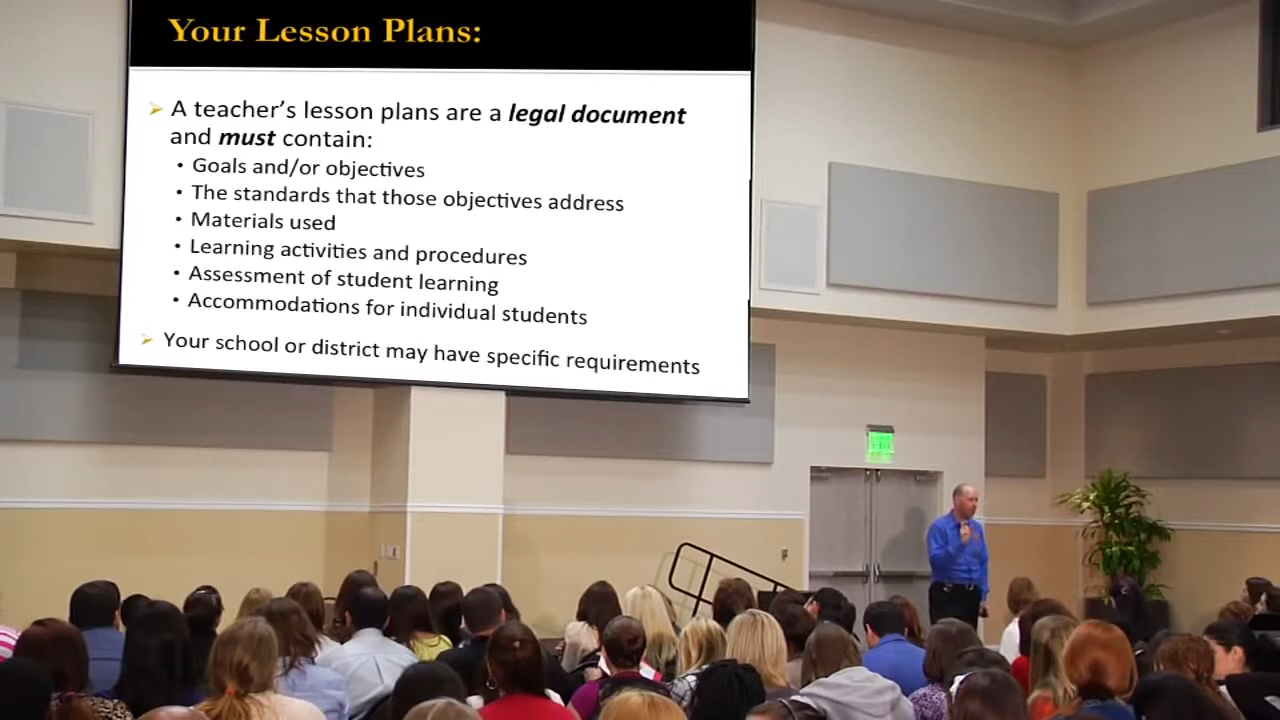 Your Lesson Plans:
➢ A teacher's lesson plans are a legal document
and must contain:
• Goals and/or objectives
• The standards that those objectives address
• Materials used
• Learning activities and procedures
• Assessment of student learning
• Accommodations for individual students
➢ Your school or district may have specific requirements
EXIT